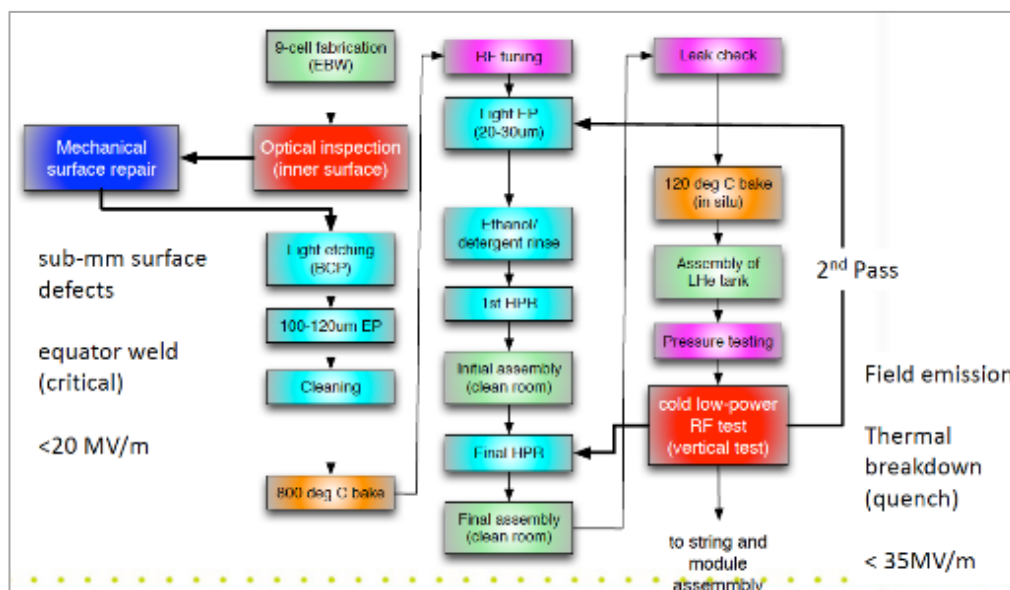 9-cell fabrication
(EBW)
Optical inspection
(inner surface)
Mechanical
surface repair
Light etching
(BCP)
100-120um EP
Cleaning
800 deg C bake
sub-mm surface
defects
equator weld
(critical)
<20 MV/m
RF tuning
Light EP
(20-30um)
Ethanol/
detergent rinse
1st HPR
Initial assembly
(clean room)
Final HPR
Final assembly
(clean room)
Leak check
120 deg C bake
(in situ)
Assembly of
LHe tank
Pressure testing
cold low-power
RF test
(vertical test)
to string and
module
assemmbly
2nd Pass
Field emission
Thermal
breakdown
(quench)
< 35MV/m